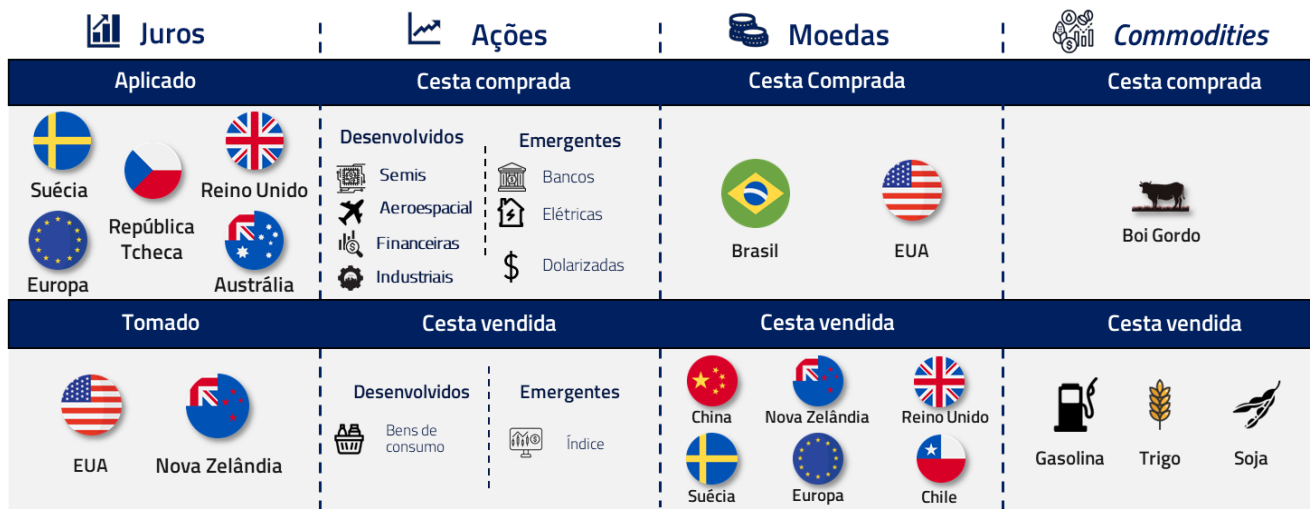 Juros
Ações
Moedas
Commodities
Aplicado
Cesta comprada
Cesta Comprada
Cesta comprada
Suécia
República
Tcheca
Reino Unido
Europa
Austrália
Desenvolvidos
Semis
Aeroespacial
Financeiras
Industriais
Emergentes
Bancos
Elétricas
Dolarizadas
Brasil
EUA
Boi Gordo
Tomado
Cesta vendida
Cesta vendida
Cesta vendida
EUA
Nova Zelândia
Desenvolvidos
Bens de
consumo
Emergentes
Índice
China
Nova Zelândia
Reino Unido
Suécia
Europa
Chile
Gasolina
Trigo
Soja